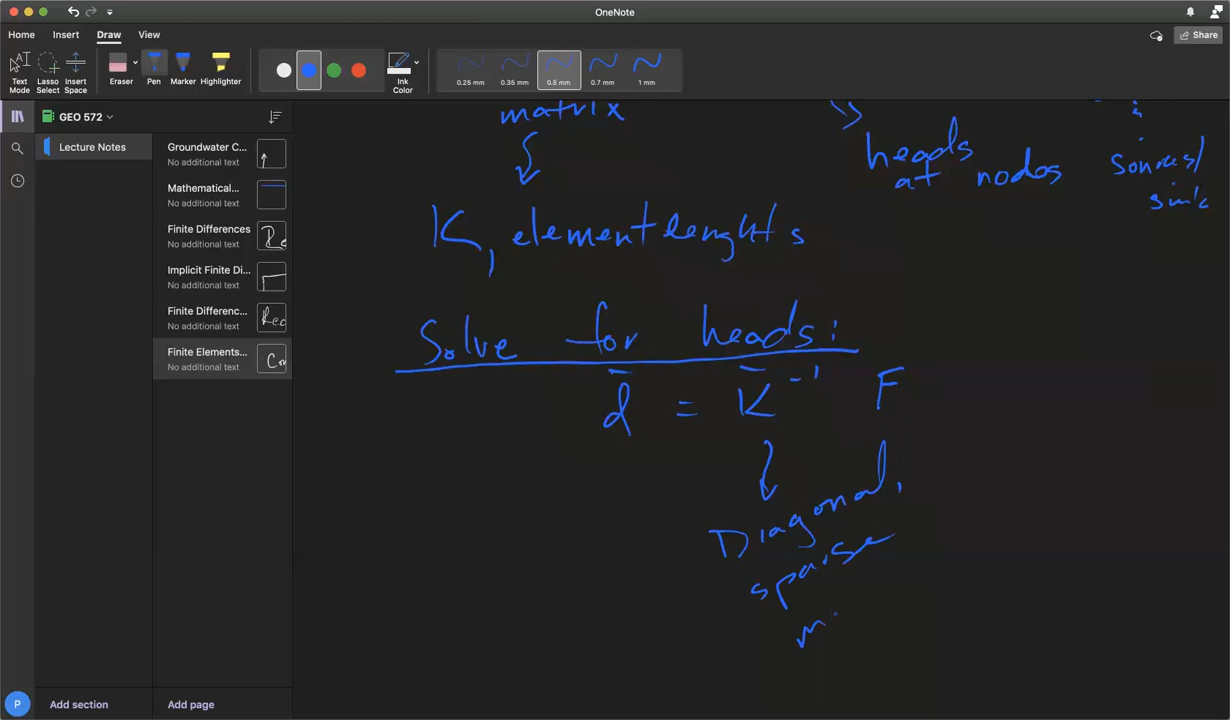 OneNote
Home Insert Draw View
Share
Text Mode
Lasso Select
Insert Space
Eraser
Pen
Marker
Highlighter
Ink Color
0.25 mm
0.35 mm
0.5 mm
0.7 mm
1 mm
GEO 572
Lecture Notes
Groundwater C...
No additional text
Mathematical...
No additional text
Finite Differences
No additional text
Implicit Finite Di...
No additional text
Finite Differenc...
No additional text
Finite Elements...
No additional text
matrix
heads
at nodes
sources/
sink
K, element lenghts
Solve for heads:
d̄ = K̄⁻¹ F
Diagonal,
sparse
m
P
Add section
Add page